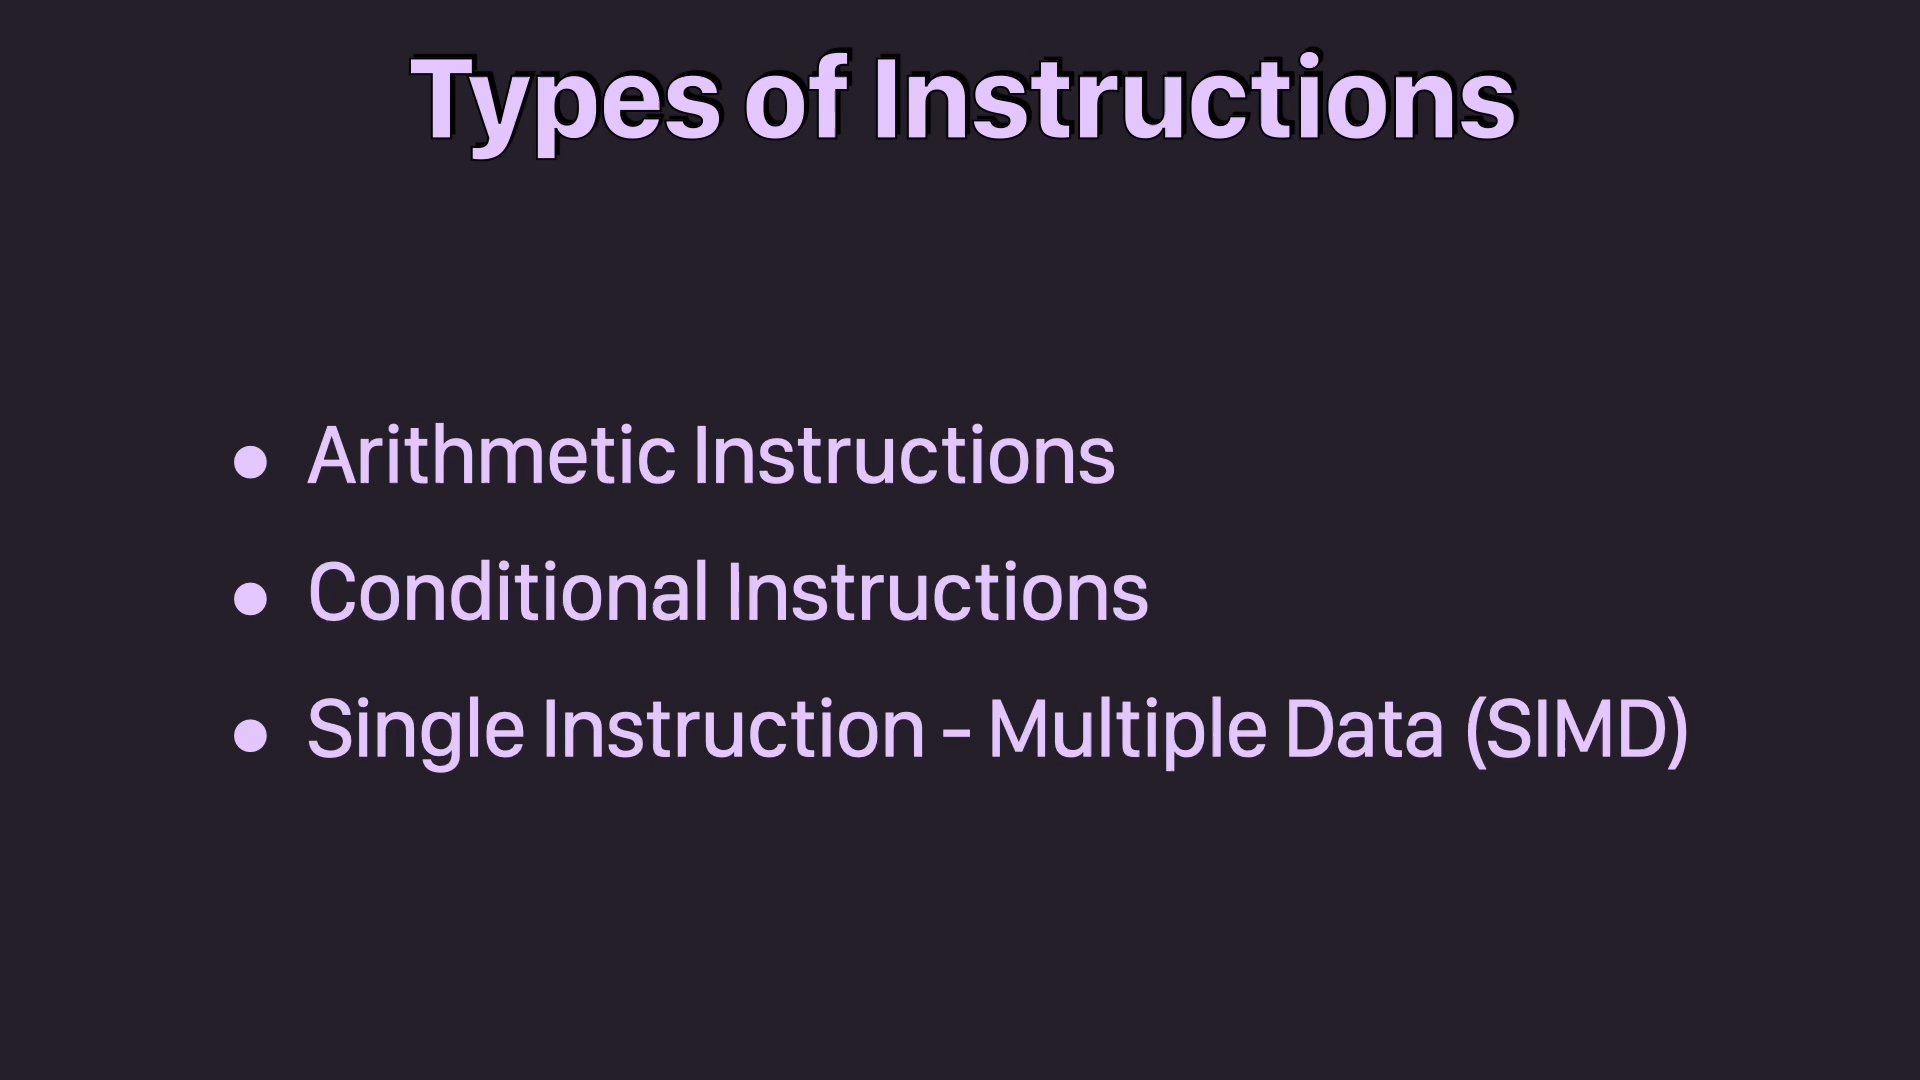 Types of Instructions
● Arithmetic Instructions
● Conditional Instructions
● Single Instruction - Multiple Data (SIMD)